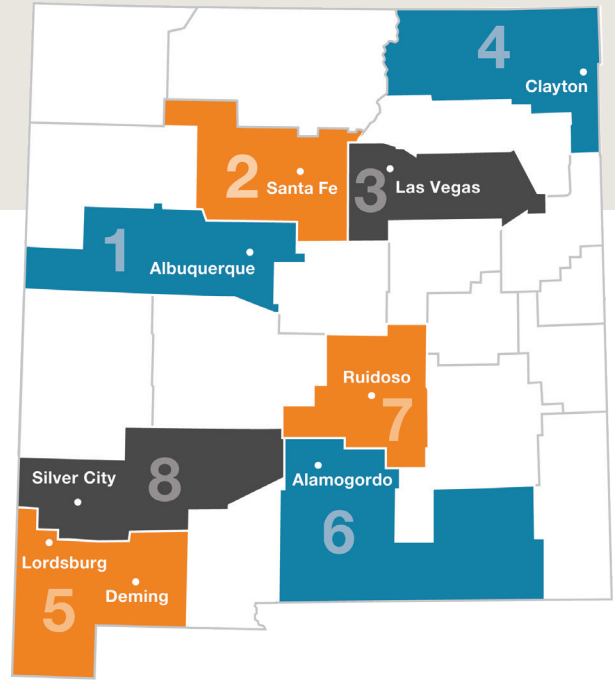 4
Clayton
2
Santa Fe
3
Las Vegas
1
Albuquerque
Ruidoso
7
Silver City
8
Alamogordo
6
Lordsburg
Deming
5